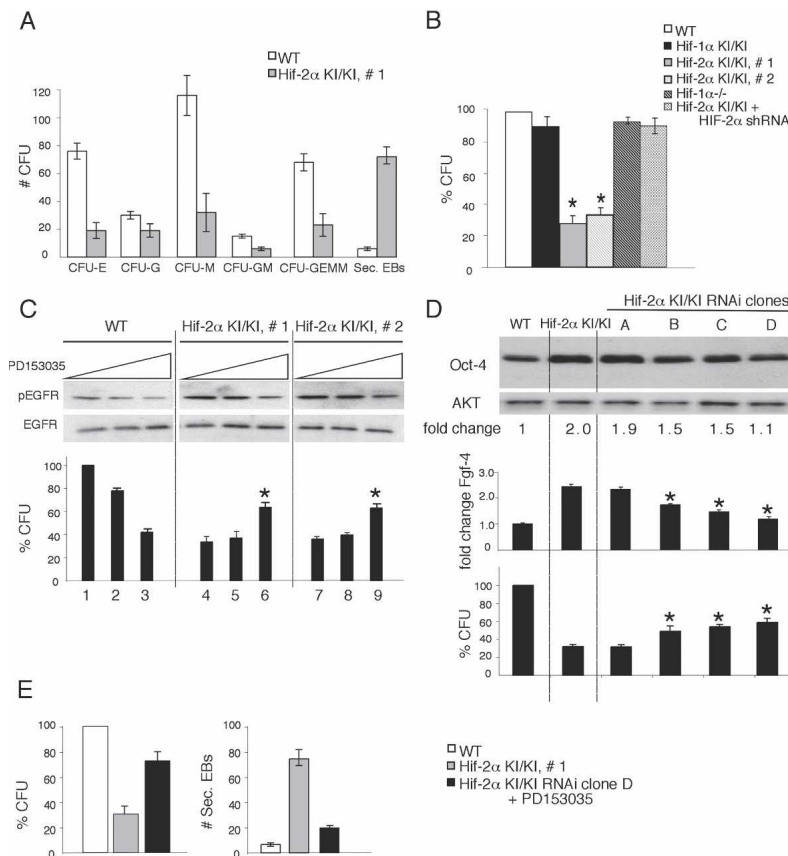 A
WT
Hif-2α KI/KI, # 1
# CFU
120
100
80
60
40
20
0
CFU-E CFU-G CFU-M CFU-GM CFU-GEMM Sec. EBs
B
WT
Hif-1α KI/KI
Hif-2α KI/KI, # 1
Hif-2α KI/KI, # 2
Hif-1α-/-
Hif-2α KI/KI +
HIF-2α shRNA
% CFU
100
80
60
40
20
0
* *
C
WT Hif-2α KI/KI, # 1 Hif-2α KI/KI, # 2
PD153035
pEGFR
EGFR
% CFU
100
80
60
40
20
0
* *
1 2 3 4 5 6 7 8 9
D
Hif-2α KI/KI RNAi clones
WT Hif-2α KI/KI A B C D
Oct-4
AKT
fold change 1 2.0 1.9 1.5 1.5 1.1
fold change Fgf-4
3.0
2.0
1.0
0
* * *
% CFU
100
80
60
40
20
0
* * *
E
% CFU
100
80
60
40
20
0
# Sec. EBs
100
80
60
40
20
0
WT
Hif-2α KI/KI, # 1
Hif-2α KI/KI RNAi clone D
+ PD153035